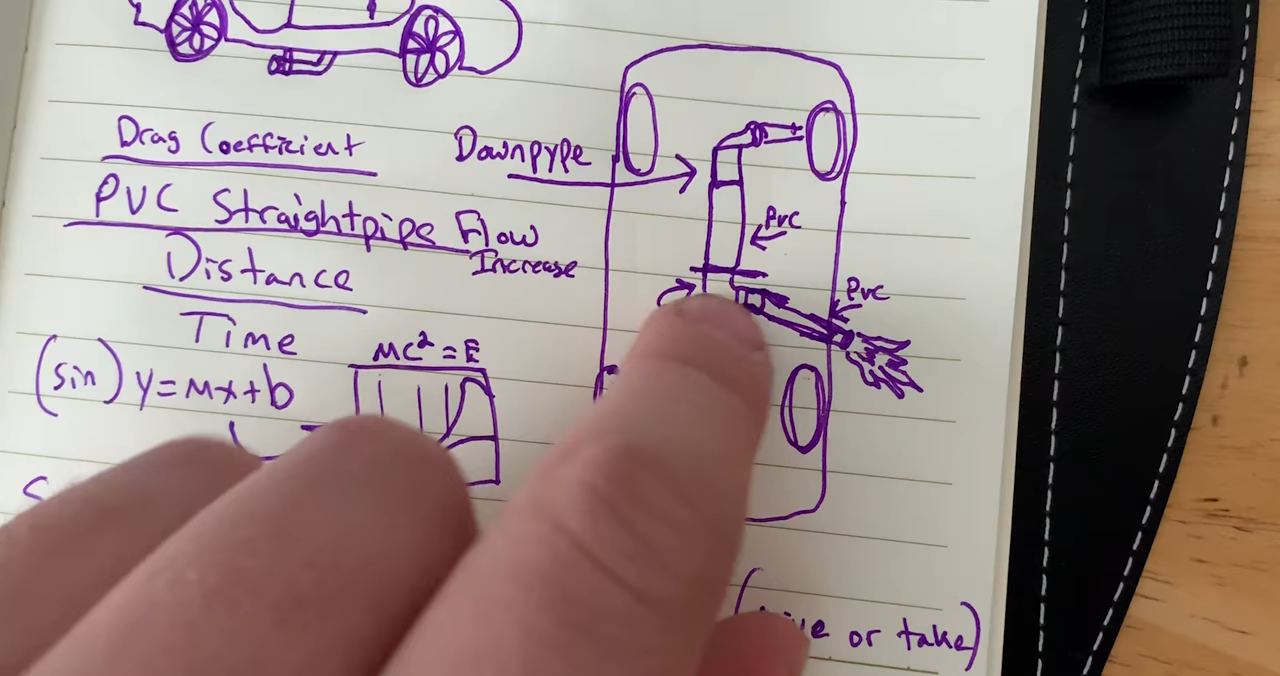 Drag Coefficient
Downpype
PVC Straightpipe Flow
Increase
PVC
Distance
PVC
Time
MC² = E
(sin) y=mx+b
or take)